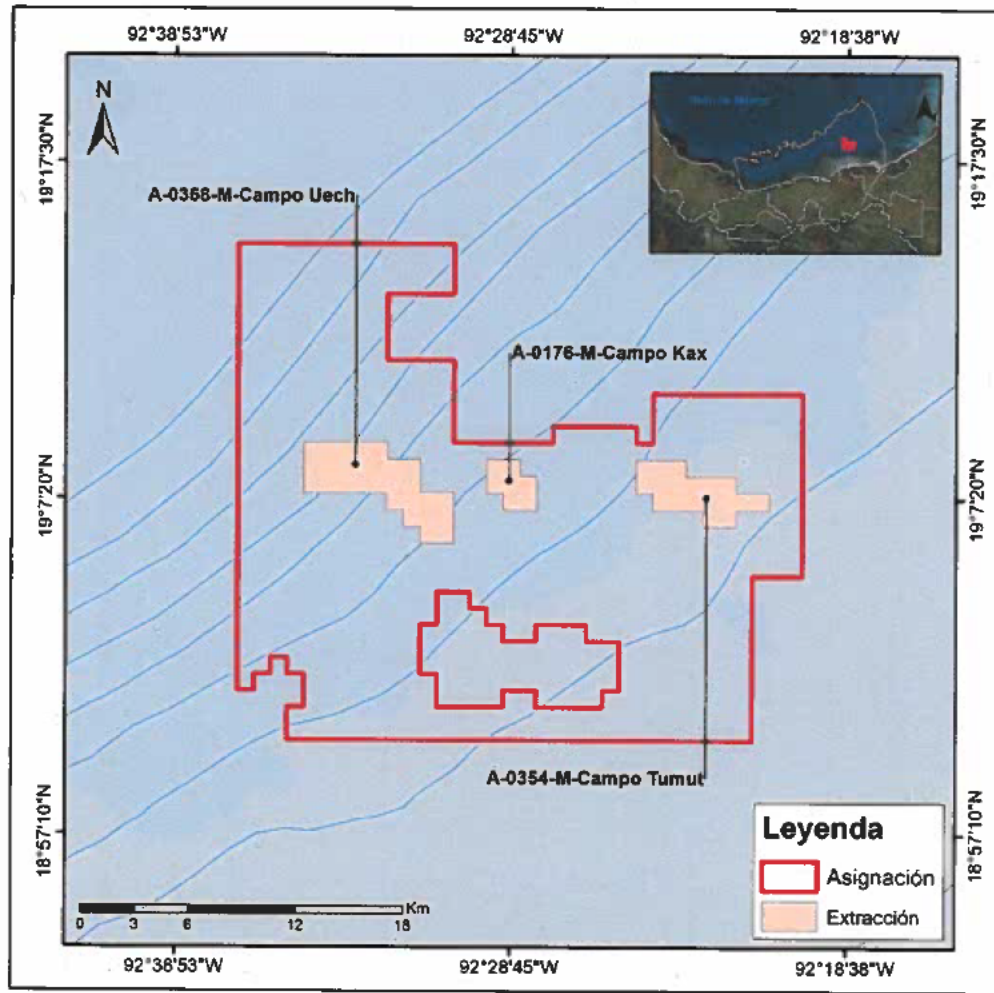 92°38'53"W
92°28'45"W
92°18'38"W
N
19°17'30"N
19°17'30"N
A-0368-M-Campo Uech
A-0176-M-Campo Kax
19°7'20"N
19°7'20"N
A-0354-M-Campo Tumut
18°57'10"N
18°57'10"N
Leyenda
Asignación
Extracción
Km
0 3 6 12 18
92°38'53"W
92°28'45"W
92°18'38"W